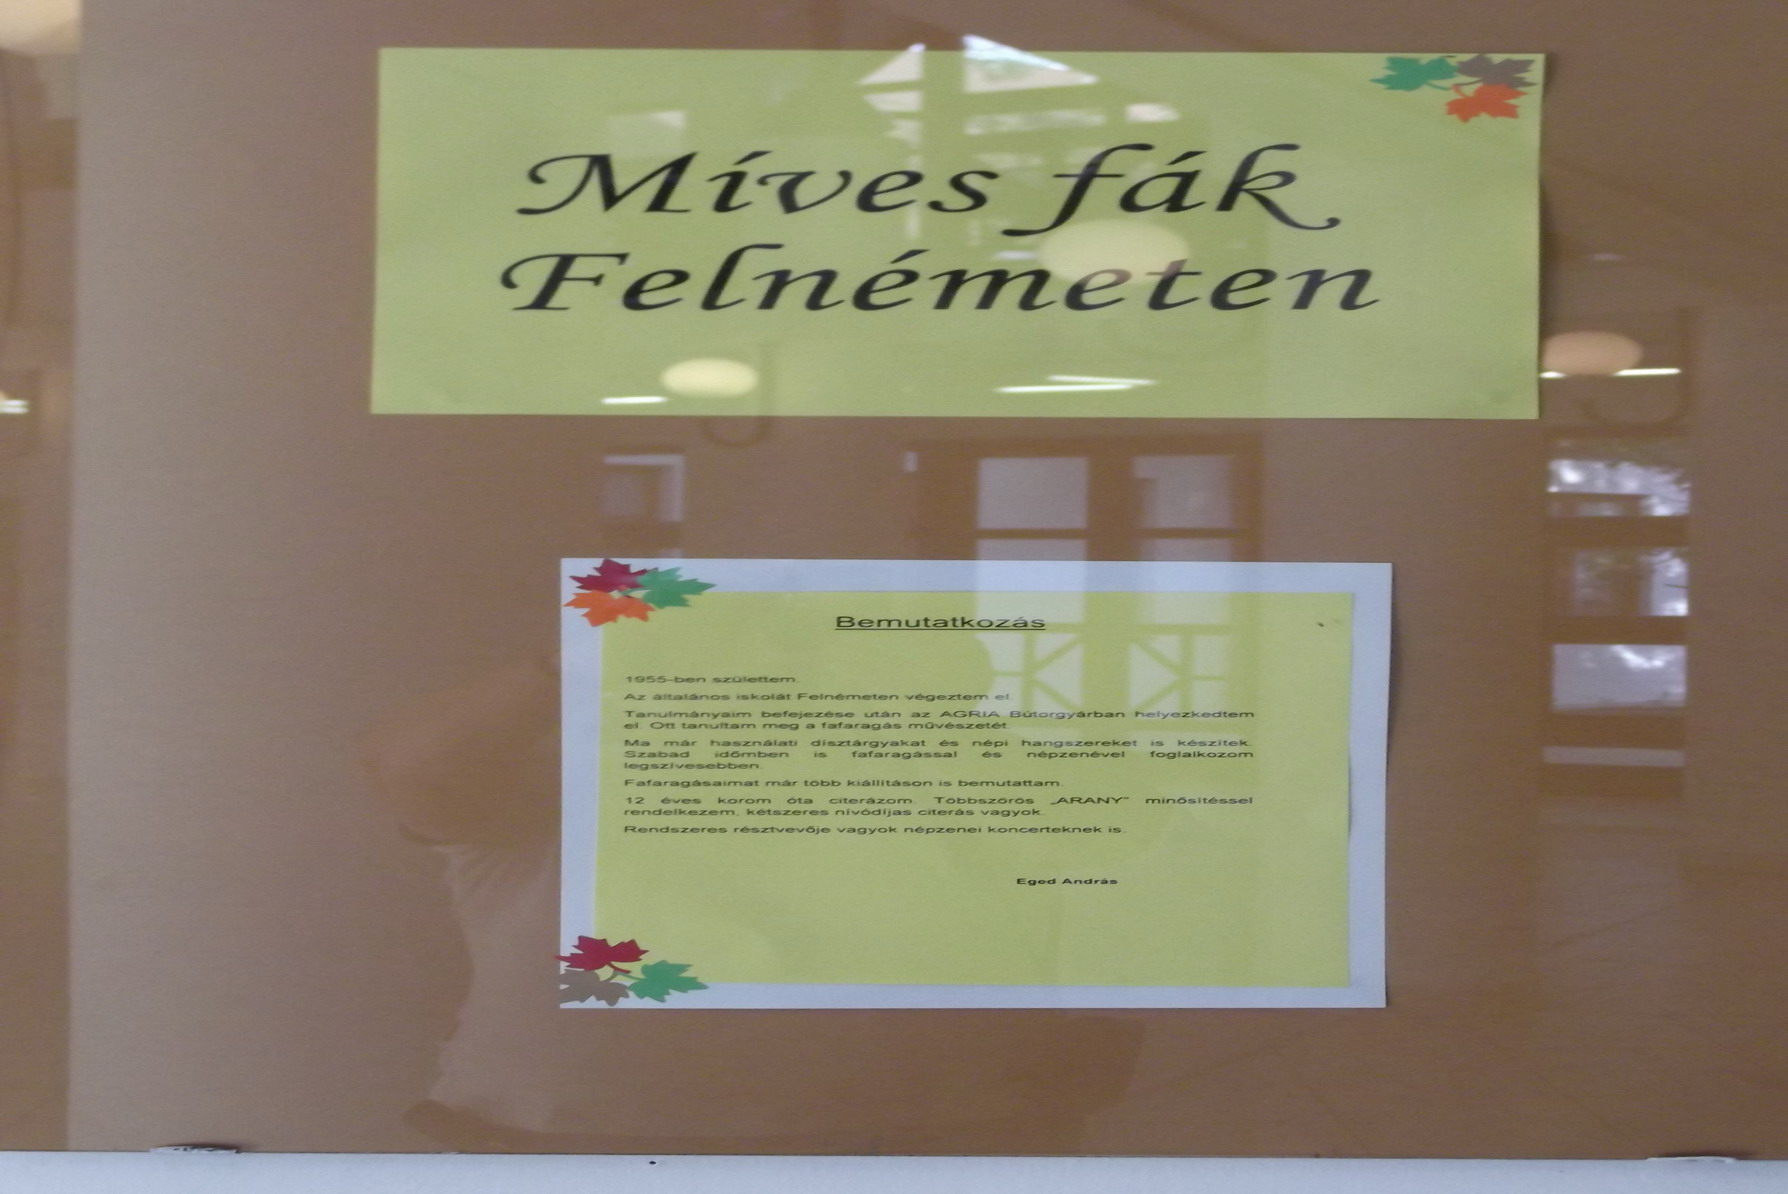 Míves fák
Felnémeten
Bemutatkozás
1955-ben születtem.
Az általános iskolát Felnémeten végeztem el.
Tanulmányaim befejezése után az AGRIA Bútorgyárban helyezkedtem
el. Ott tanultam meg a fafaragás művészetét.
Ma már használati dísztárgyakat és népi hangszereket is készítek.
Szabad időmben is fafaragással és népzenével foglalkozom
legszívesebben.
Fafaragásaimat már több kiállításon is bemutattam.
12 éves korom óta citerázom. Többszörös „ARANY” minősítéssel
rendelkezem, kétszeres nívódíjas citerás vagyok.
Rendszeres résztvevője vagyok népzenei koncerteknek is.
Eged András